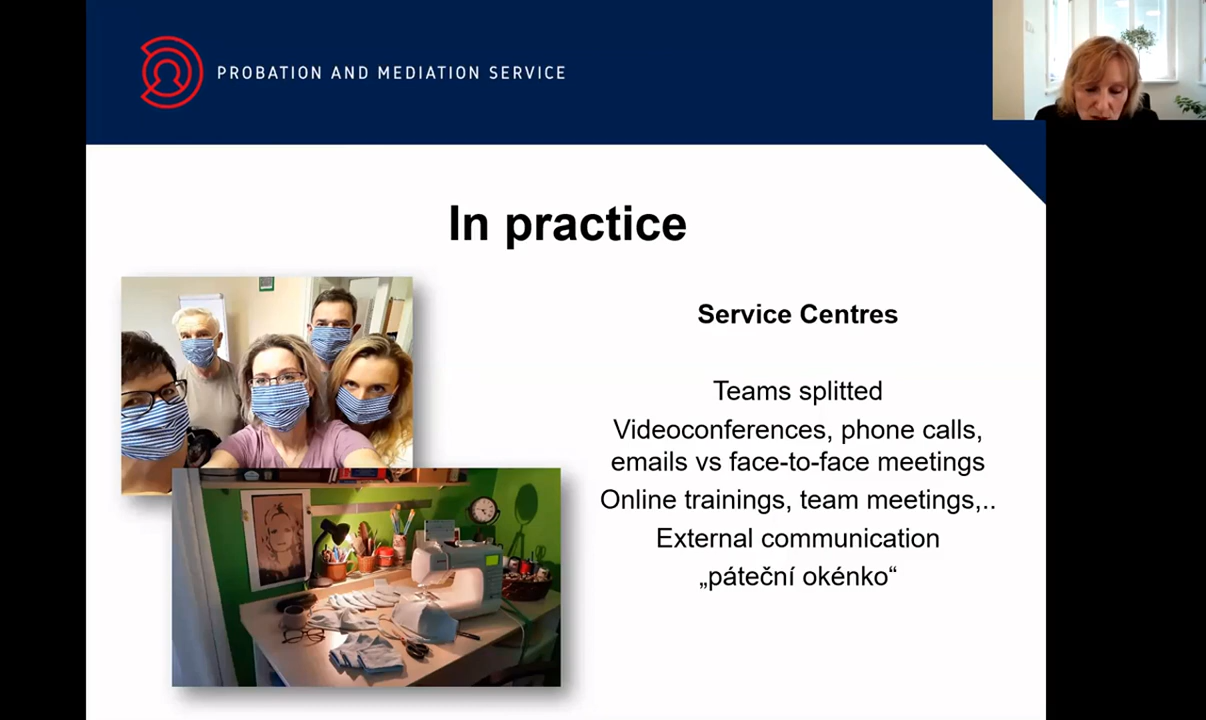 PROBATION AND MEDIATION SERVICE
In practice
Service Centres
Teams splitted
Videoconferences, phone calls,
emails vs face-to-face meetings
Online trainings, team meetings,..
External communication
„páteční okénko“